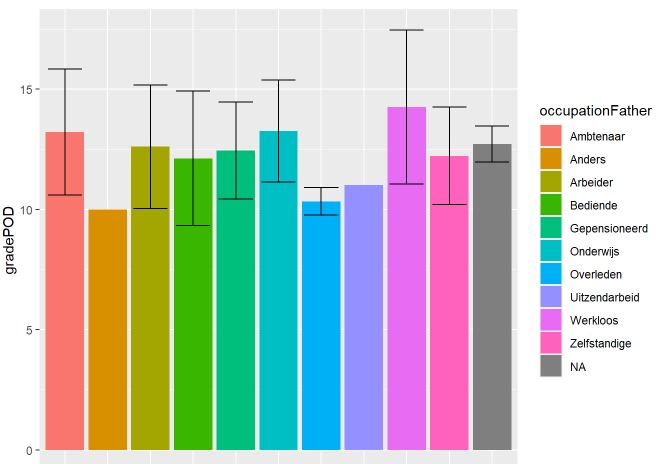 15
10
5
0
gradePOD
occupationFather
Ambtenaar
Anders
Arbeider
Bediende
Gepensioneerd
Onderwijs
Overleden
Uitzendarbeid
Werkloos
Zelfstandige
NA